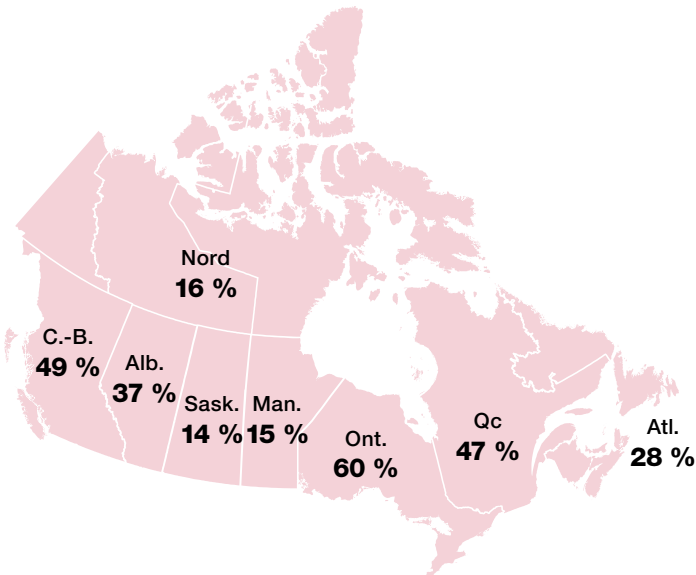 Nord
16 %
C.-B.
49 %
Alb.
37 %
Sask.
14 %
Man.
15 %
Ont.
60 %
Qc
47 %
Atl.
28 %